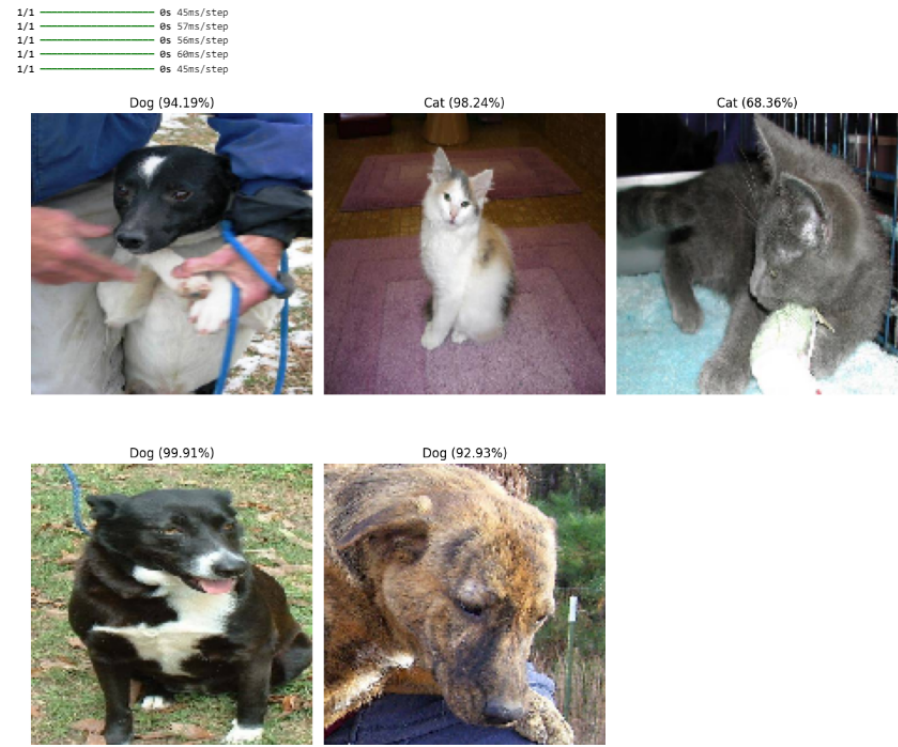 1/1 ━━━━━━━━━━━━━━━━━━━━ 0s 45ms/step
1/1 ━━━━━━━━━━━━━━━━━━━━ 0s 57ms/step
1/1 ━━━━━━━━━━━━━━━━━━━━ 0s 56ms/step
1/1 ━━━━━━━━━━━━━━━━━━━━ 0s 60ms/step
1/1 ━━━━━━━━━━━━━━━━━━━━ 0s 45ms/step
Dog (94.19%)
Cat (98.24%)
Cat (68.36%)
Dog (99.91%)
Dog (92.93%)